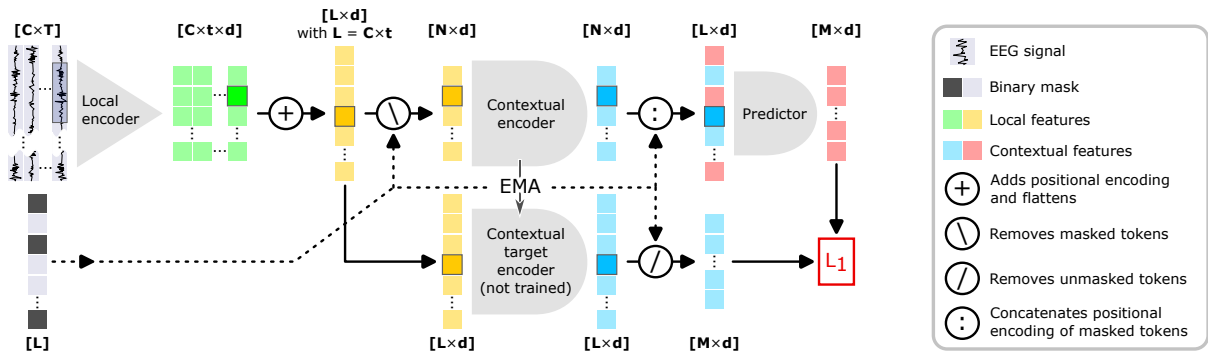 [C×T]
[C×t×d]
[L×d]
with L = C×t
[N×d]
[N×d]
[L×d]
[M×d]
Local
encoder
+
\
Contextual
encoder
:
Predictor
EMA
Contextual
target
encoder
(not trained)
/
L1
[L]
[L×d]
[L×d]
[M×d]
EEG signal
Binary mask
Local features
Contextual features
+
Adds positional encoding
and flattens
\
Removes masked tokens
/
Removes unmasked tokens
:
Concatenates positional
encoding of masked tokens